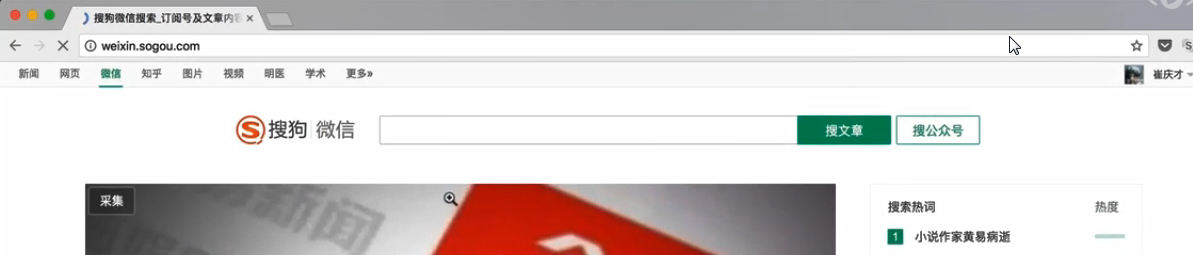 搜狗微信搜索_订阅号及文章内容
weixin.sogou.com
新闻 网页 微信 知乎 图片 视频 明医 学术 更多»
崔庆才
搜狗 微信 搜文章 搜公众号
采集
新闻
搜索热词 热度
1 小说作家黄易病逝